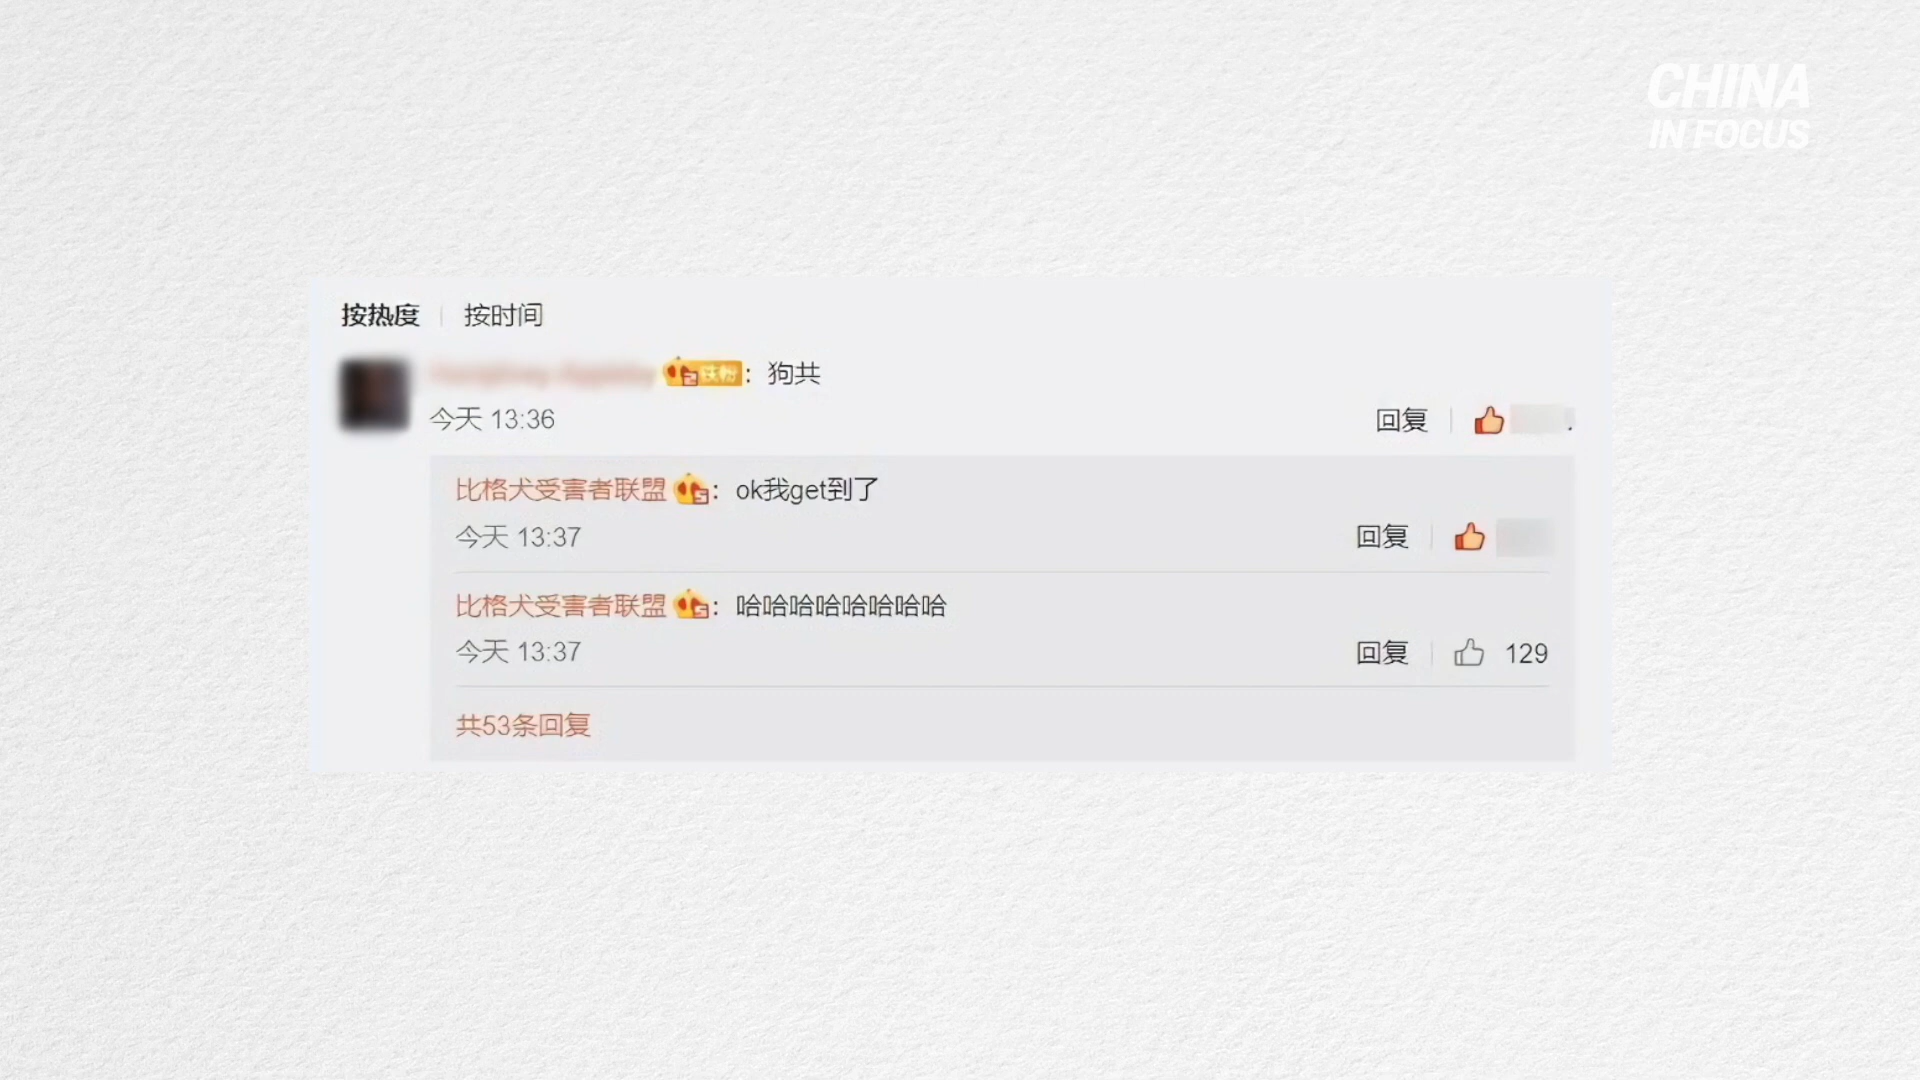 CHINA
IN FOCUS
按热度 按时间
: 狗共
今天 13:36 回复
比格犬受害者联盟 : ok我get到了
今天 13:37 回复
比格犬受害者联盟 : 哈哈哈哈哈哈哈哈
今天 13:37 回复 129
共53条回复